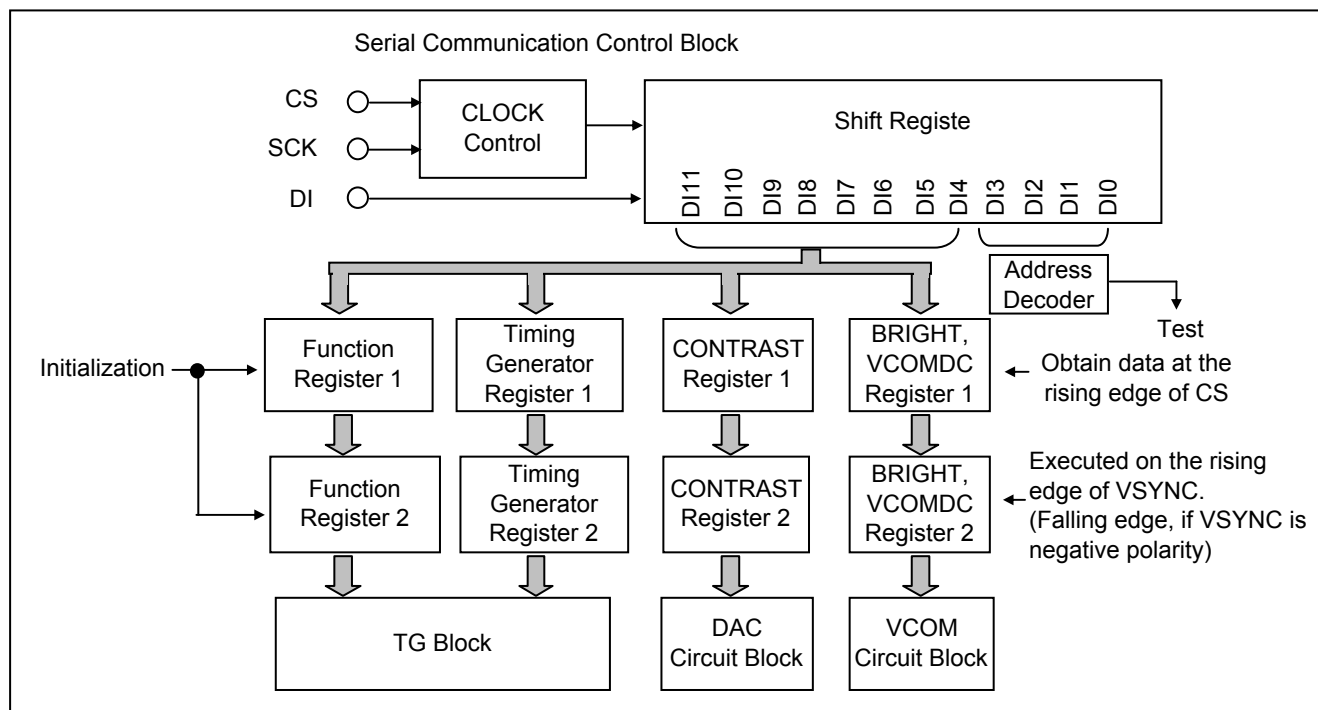 Serial Communication Control Block
CS
SCK
DI
CLOCK
Control
Shift Registe
DI11
DI10
DI9
DI8
DI7
DI6
DI5
DI4
DI3
DI2
DI1
DI0
Address
Decoder
Test
Initialization
Function
Register 1
Timing
Generator
Register 1
CONTRAST
Register 1
BRIGHT,
VCOMDC
Register 1
Obtain data at the
rising edge of CS
Function
Register 2
Timing
Generator
Register 2
CONTRAST
Register 2
BRIGHT,
VCOMDC
Register 2
Executed on the rising
edge of VSYNC.
(Falling edge, if VSYNC is
negative polarity)
TG Block
DAC
Circuit Block
VCOM
Circuit Block